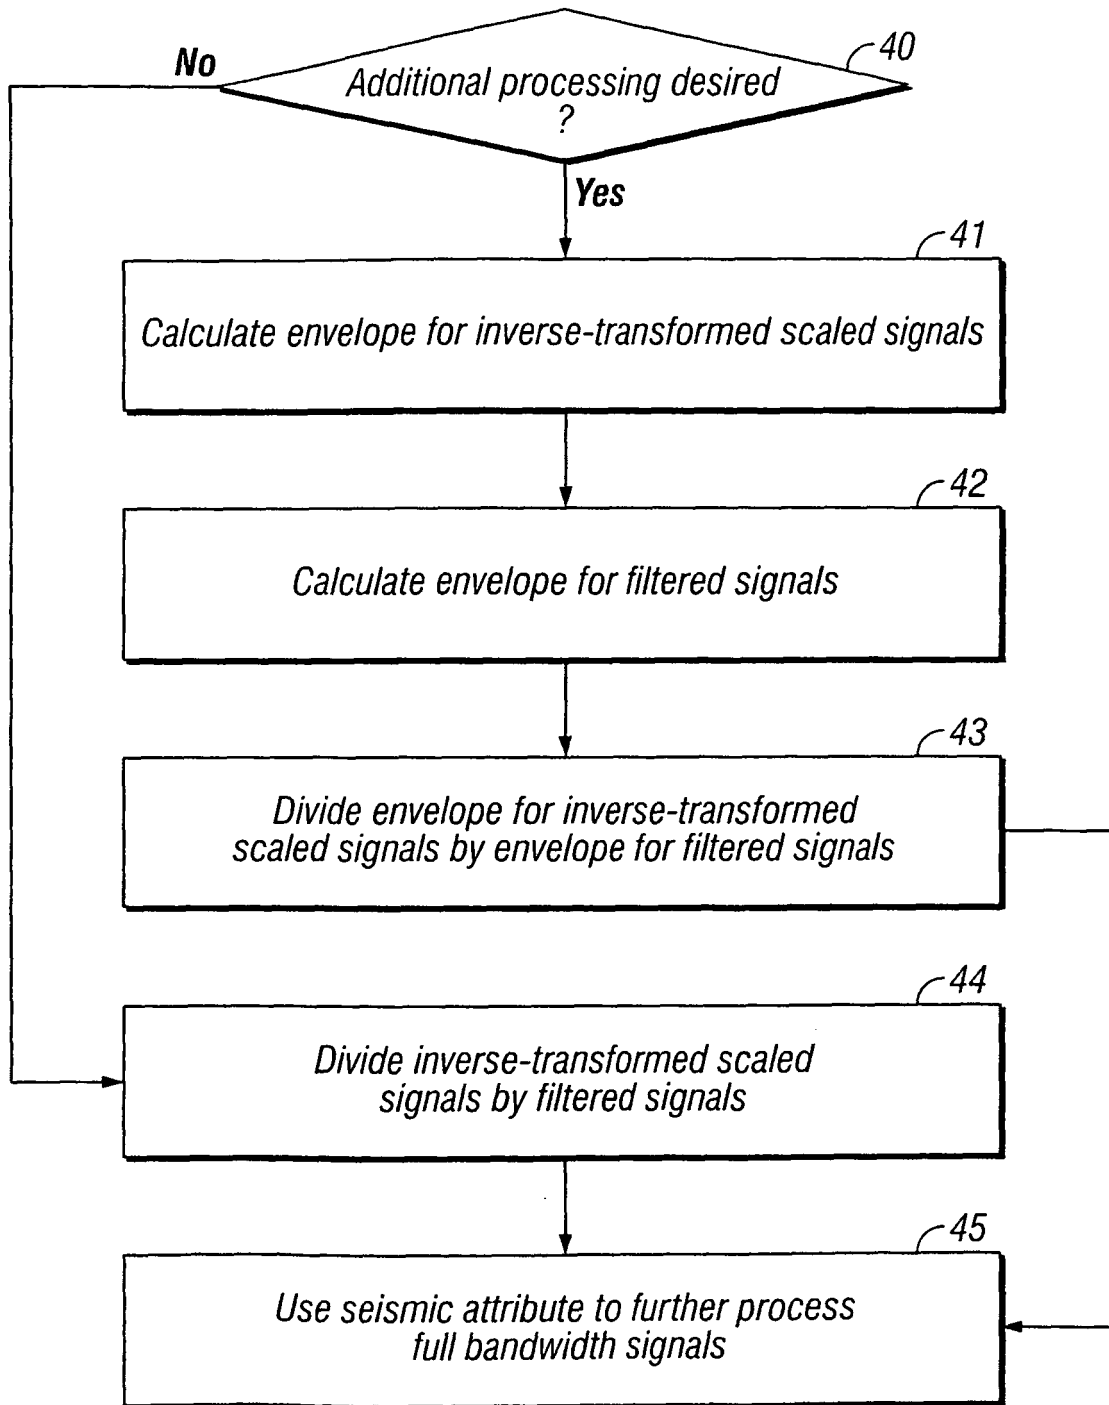 40
No
Additional processing desired
?
Yes
41
Calculate envelope for inverse-transformed scaled signals
42
Calculate envelope for filtered signals
43
Divide envelope for inverse-transformed
scaled signals by envelope for filtered signals
44
Divide inverse-transformed scaled
signals by filtered signals
45
Use seismic attribute to further process
full bandwidth signals